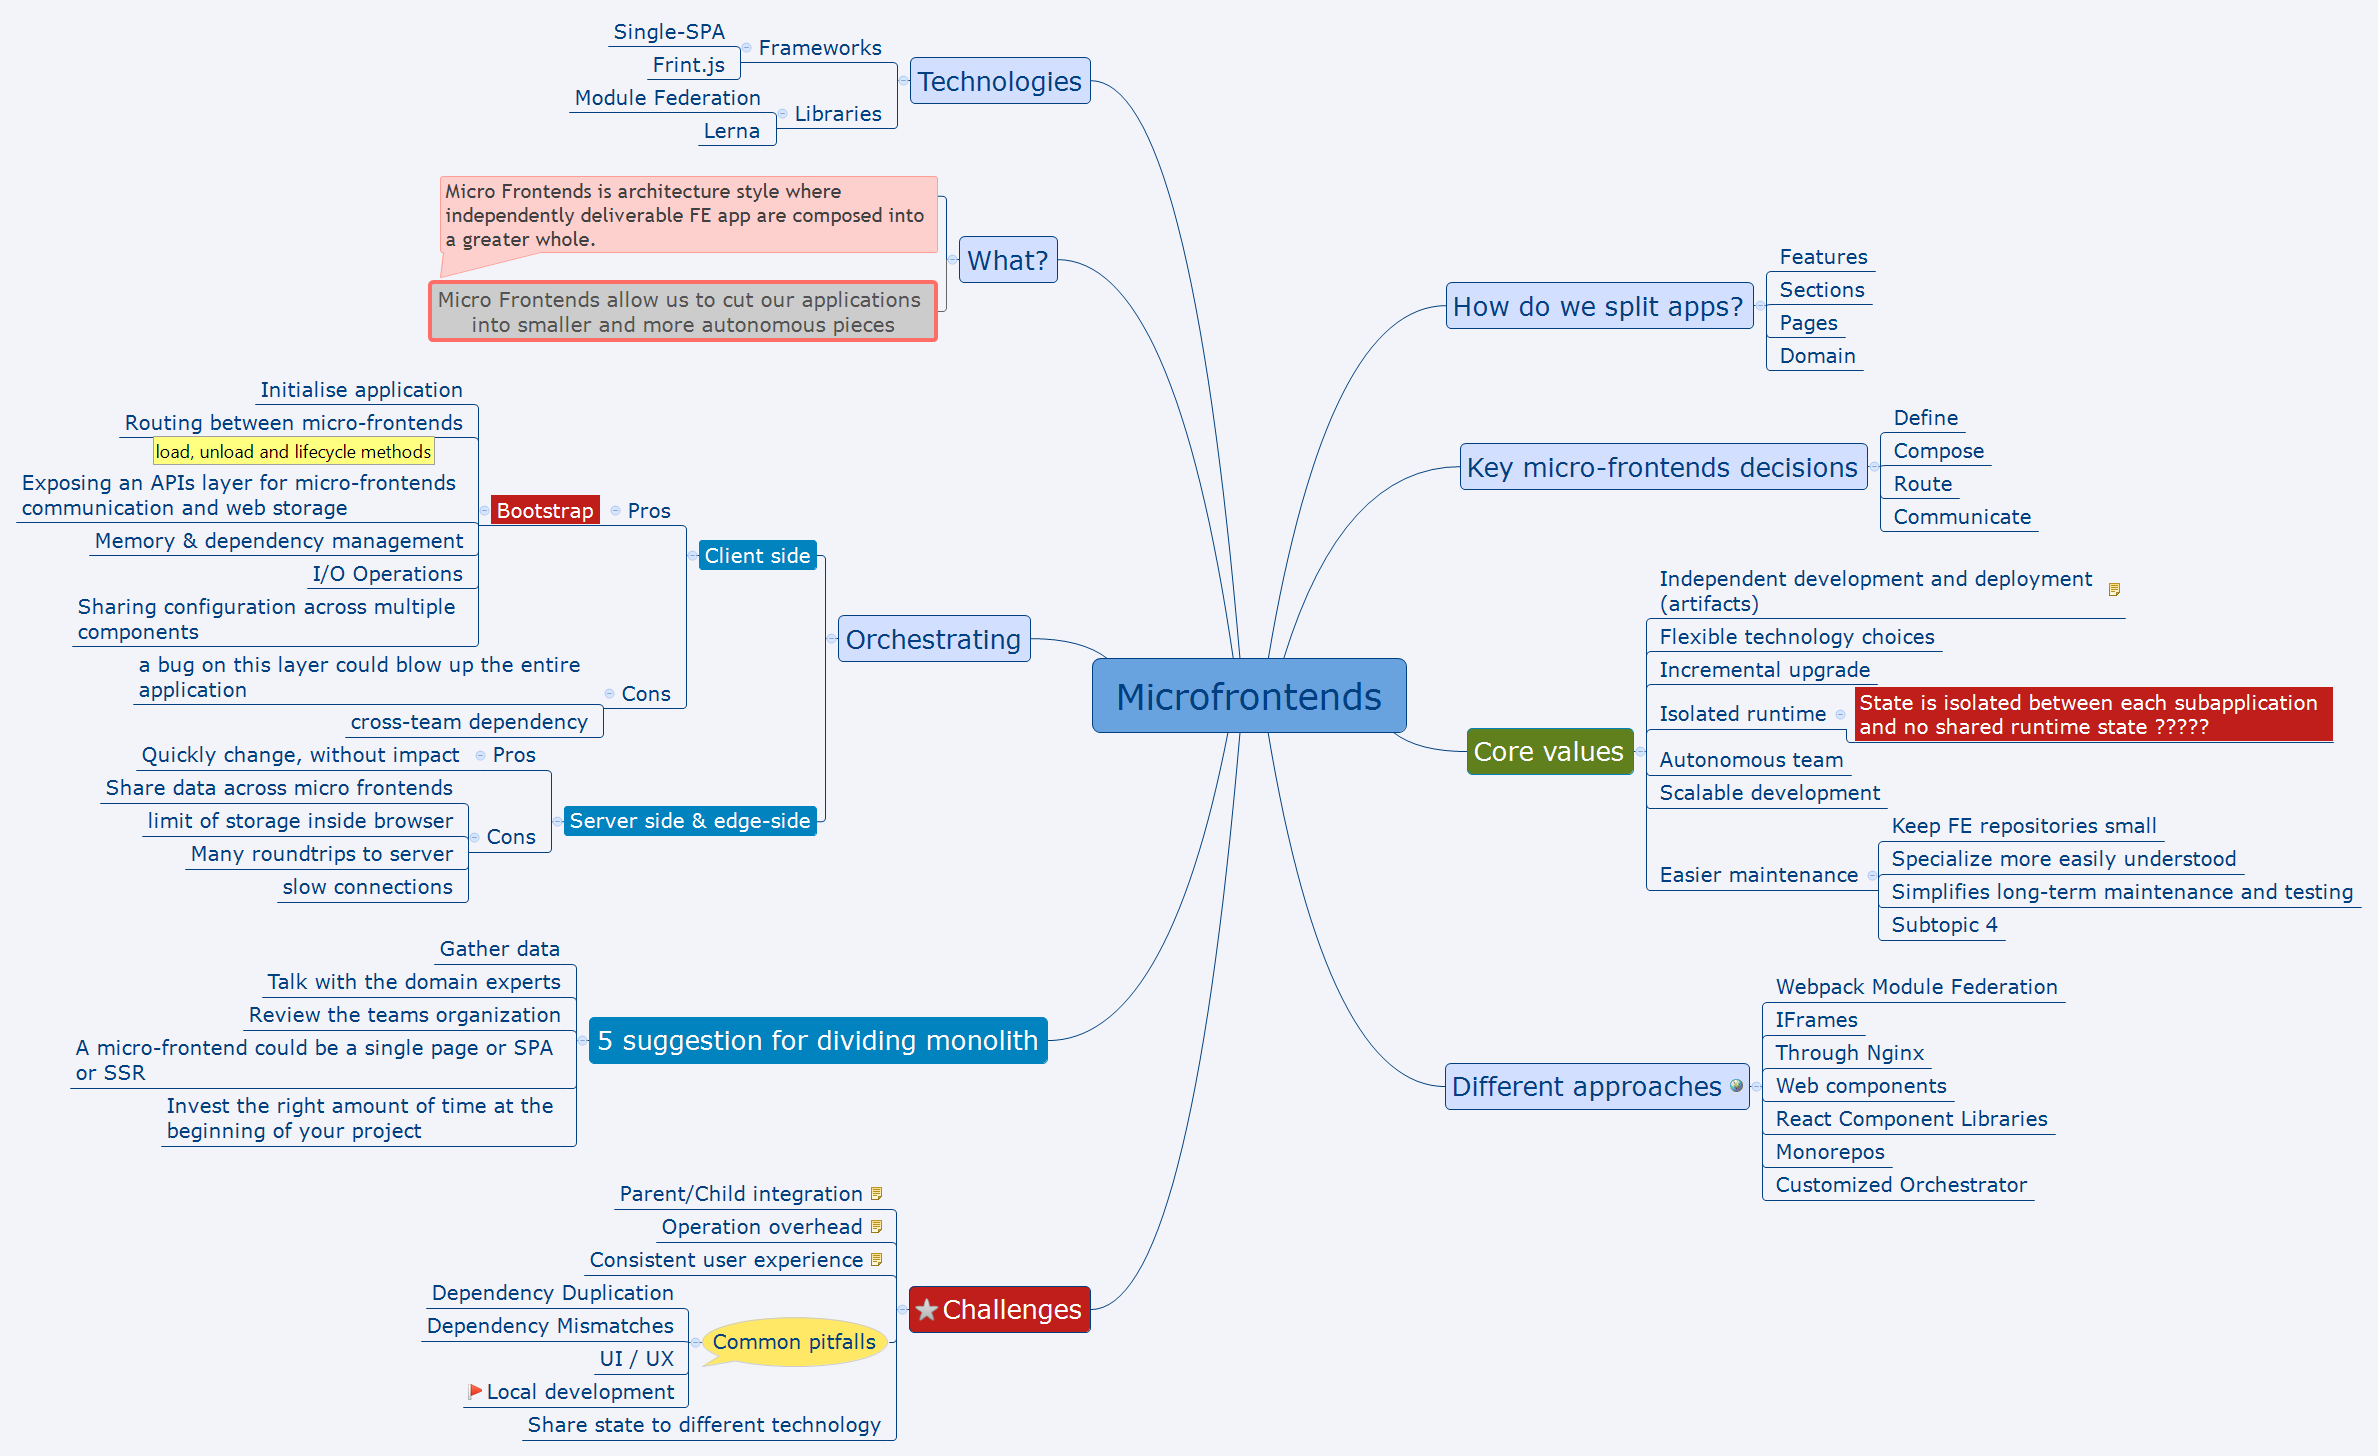 Microfrontends
Technologies
Frameworks
Single-SPA
Frint.js
Libraries
Module Federation
Lerna
What?
Micro Frontends is architecture style where
independently deliverable FE app are composed into
a greater whole.
Micro Frontends allow us to cut our applications
into smaller and more autonomous pieces
Orchestrating
Client side
Pros
Bootstrap
Initialise application
Routing between micro-frontends
load, unload and lifecycle methods
Exposing an APIs layer for micro-frontends
communication and web storage
Memory & dependency management
I/O Operations
Sharing configuration across multiple
components
Cons
a bug on this layer could blow up the entire
application
cross-team dependency
Server side & edge-side
Pros
Quickly change, without impact
Cons
Share data across micro frontends
limit of storage inside browser
Many roundtrips to server
slow connections
5 suggestion for dividing monolith
Gather data
Talk with the domain experts
Review the teams organization
A micro-frontend could be a single page or SPA
or SSR
Invest the right amount of time at the
beginning of your project
Challenges
Parent/Child integration
Operation overhead
Consistent user experience
Common pitfalls
Dependency Duplication
Dependency Mismatches
UI / UX
Local development
Share state to different technology
How do we split apps?
Features
Sections
Pages
Domain
Key micro-frontends decisions
Define
Compose
Route
Communicate
Core values
Independent development and deployment
(artifacts)
Flexible technology choices
Incremental upgrade
Isolated runtime
State is isolated between each subapplication
and no shared runtime state ?????
Autonomous team
Scalable development
Easier maintenance
Keep FE repositories small
Specialize more easily understood
Simplifies long-term maintenance and testing
Subtopic 4
Different approaches
Webpack Module Federation
IFrames
Through Nginx
Web components
React Component Libraries
Monorepos
Customized Orchestrator